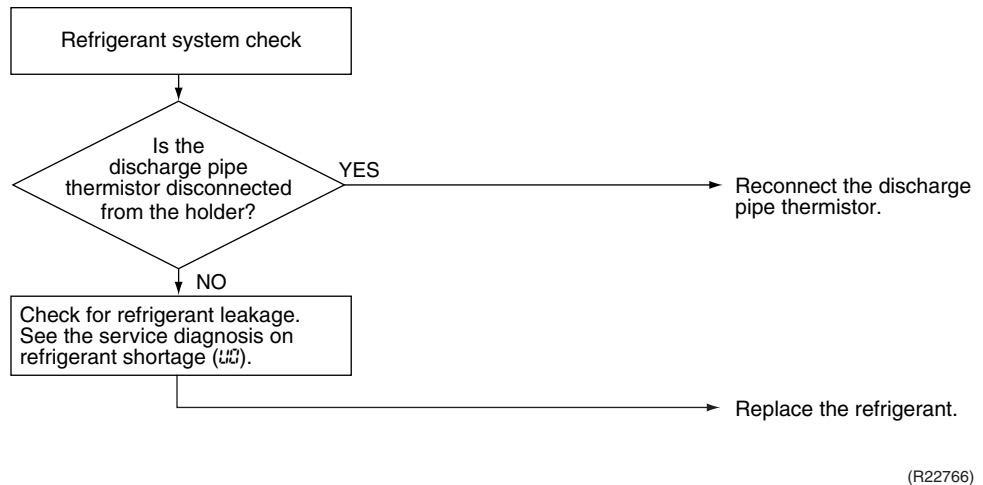 Refrigerant system check
Is the
discharge pipe
thermistor disconnected
from the holder?
YES
Reconnect the discharge
pipe thermistor.
NO
Check for refrigerant leakage.
See the service diagnosis on
refrigerant shortage (U0).
Replace the refrigerant.
(R22766)